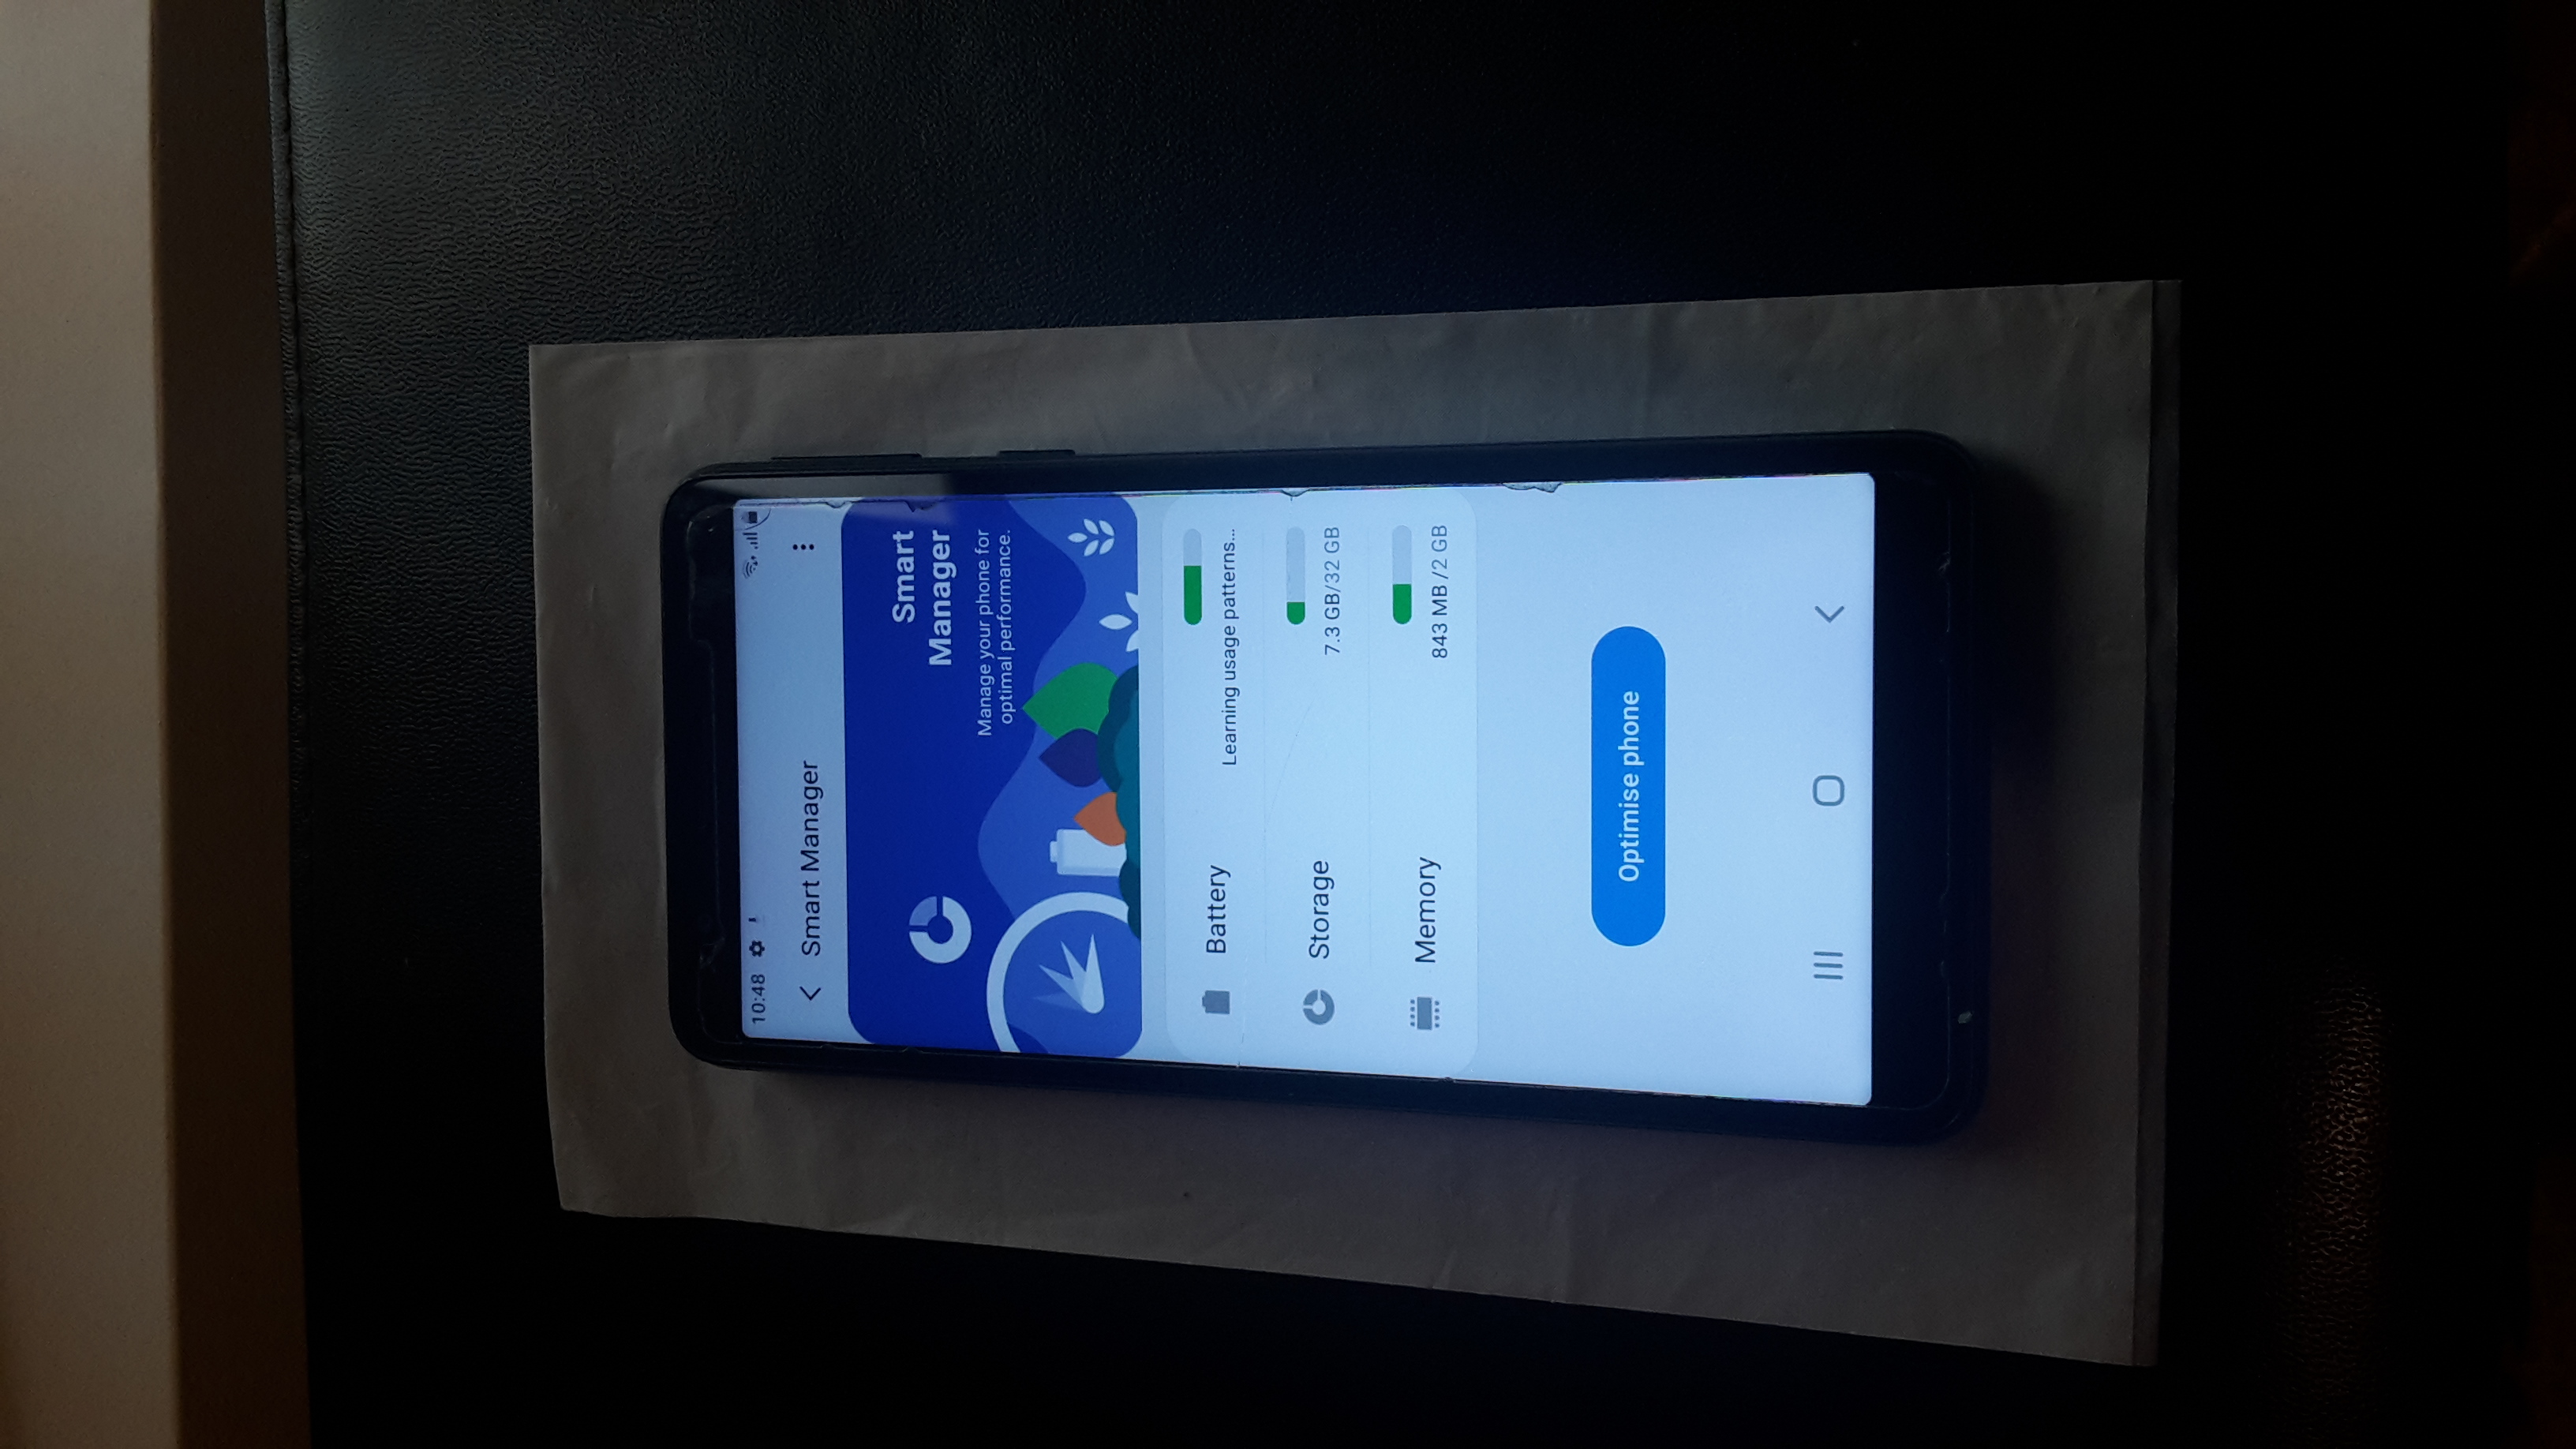 10:48
Smart Manager
Smart
Manager
Manage your phone for
optimal performance.
Battery
Learning usage patterns...
Storage
7.3 GB/32 GB
Memory
843 MB /2 GB
Optimise phone